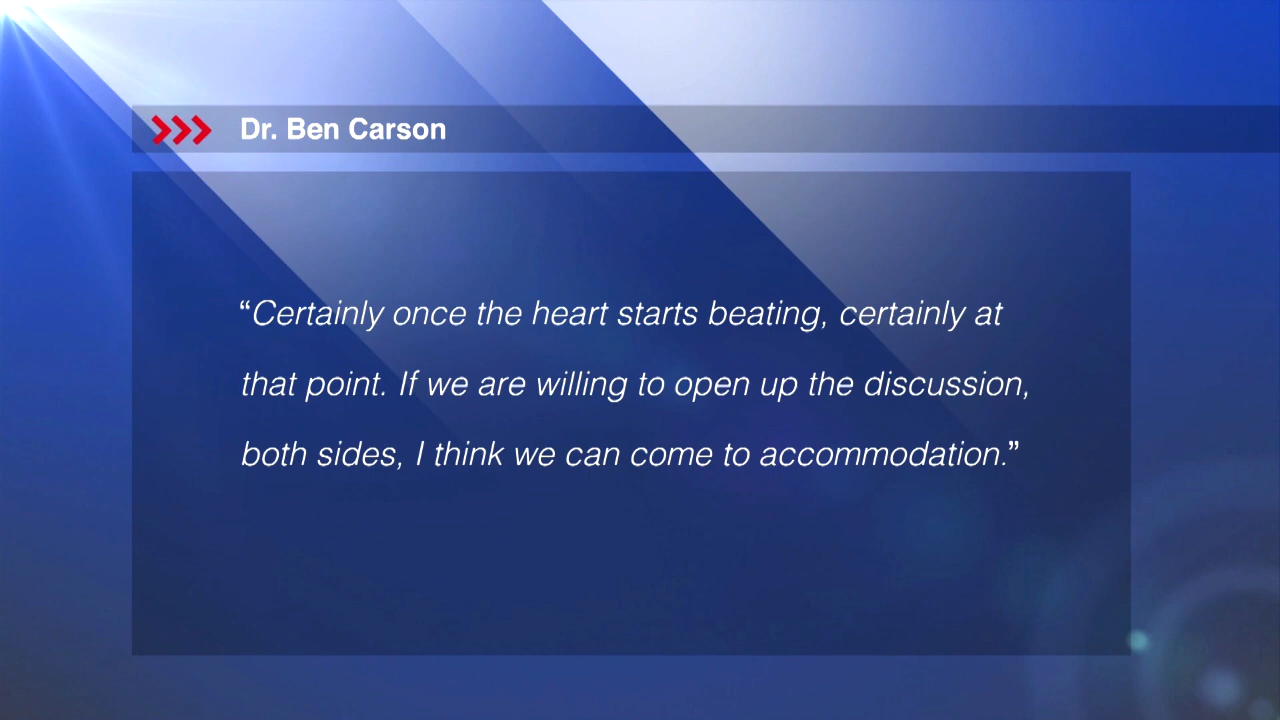 Dr. Ben Carson
“Certainly once the heart starts beating, certainly at
that point. If we are willing to open up the discussion,
both sides, I think we can come to accommodation.”